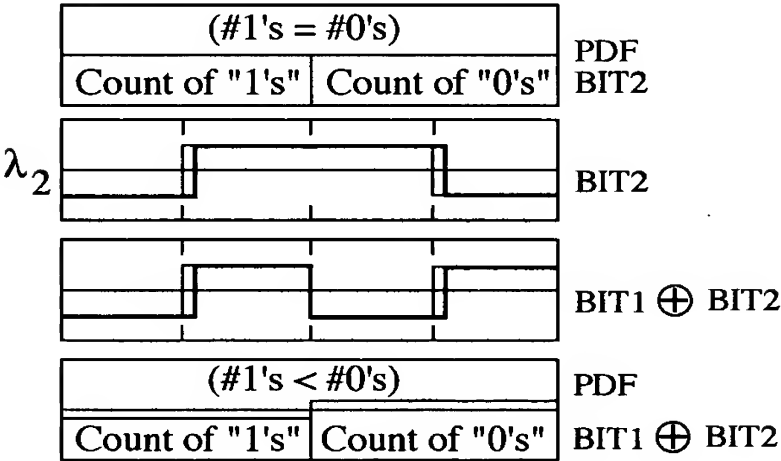 (#1's = #0's)
PDF
Count of "1's" Count of "0's" BIT2
λ2 BIT2
BIT1 ⊕ BIT2
(#1's < #0's) PDF
Count of "1's" Count of "0's" BIT1 ⊕ BIT2